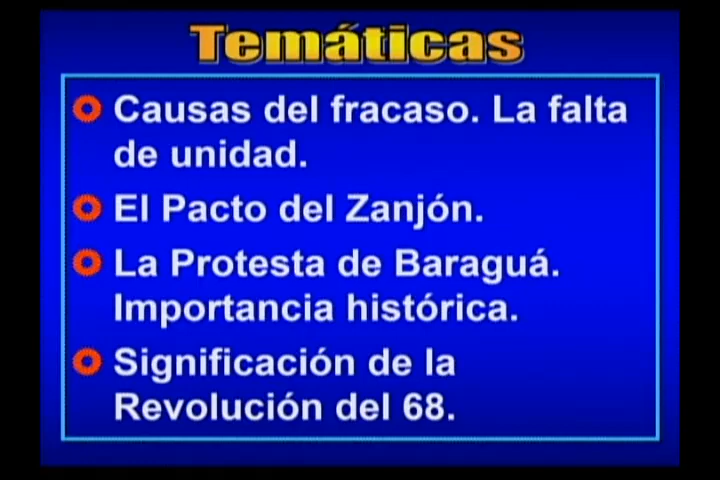 Temáticas
Causas del fracaso. La falta
de unidad.
El Pacto del Zanjón.
La Protesta de Baraguá.
Importancia histórica.
Significación de la
Revolución del 68.